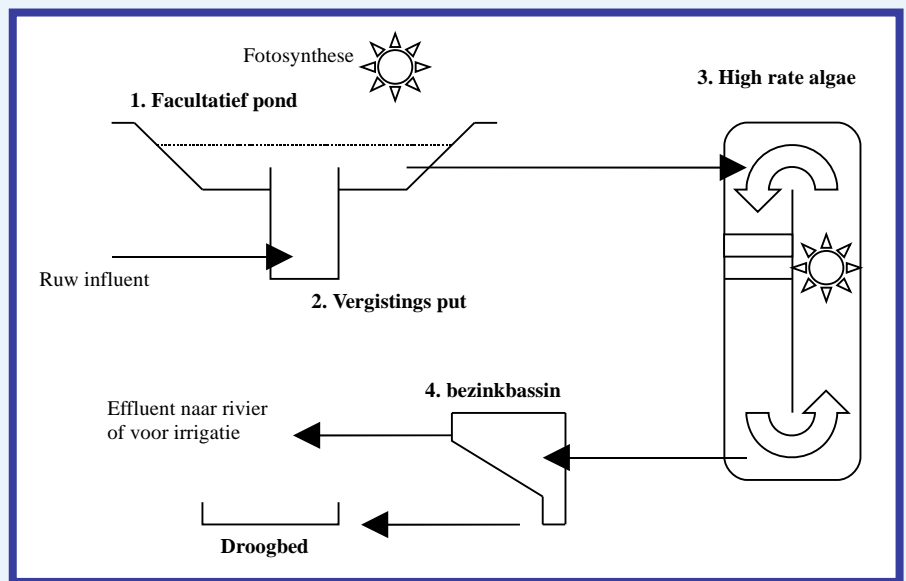 Fotosynthese
3. High rate algae
1. Facultatief pond
Ruw influent
2. Vergistings put
4. bezinkbassin
Effluent naar rivier
of voor irrigatie
Droogbed